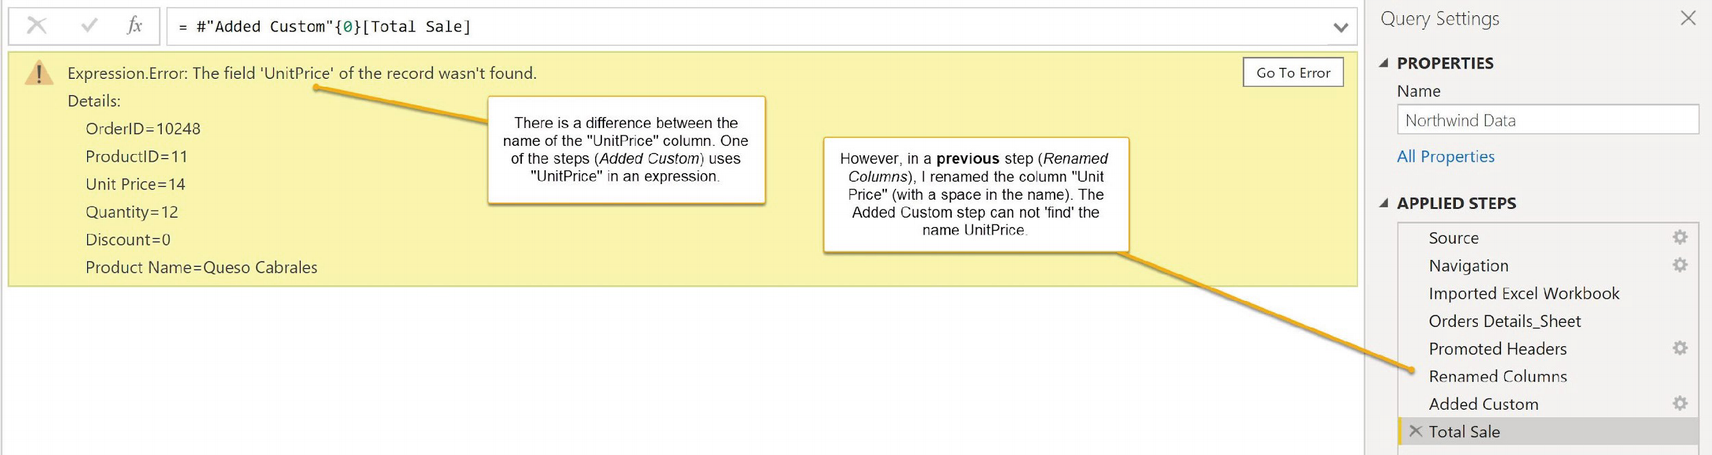 fx
= #"Added Custom"{0}[Total Sale]
Expression.Error: The field 'UnitPrice' of the record wasn't found.
Go To Error
Details:
OrderID=10248
ProductID=11
Unit Price=14
Quantity=12
Discount=0
Product Name=Queso Cabrales
There is a difference between the
name of the "UnitPrice" column. One
of the steps (Added Custom) uses
"UnitPrice" in an expression.
However, in a previous step (Renamed
Columns), I renamed the column "Unit
Price" (with a space in the name). The
Added Custom step can not 'find' the
name UnitPrice.
Query Settings
PROPERTIES
Name
Northwind Data
All Properties
APPLIED STEPS
Source
Navigation
Imported Excel Workbook
Orders Details_Sheet
Promoted Headers
Renamed Columns
Added Custom
Total Sale